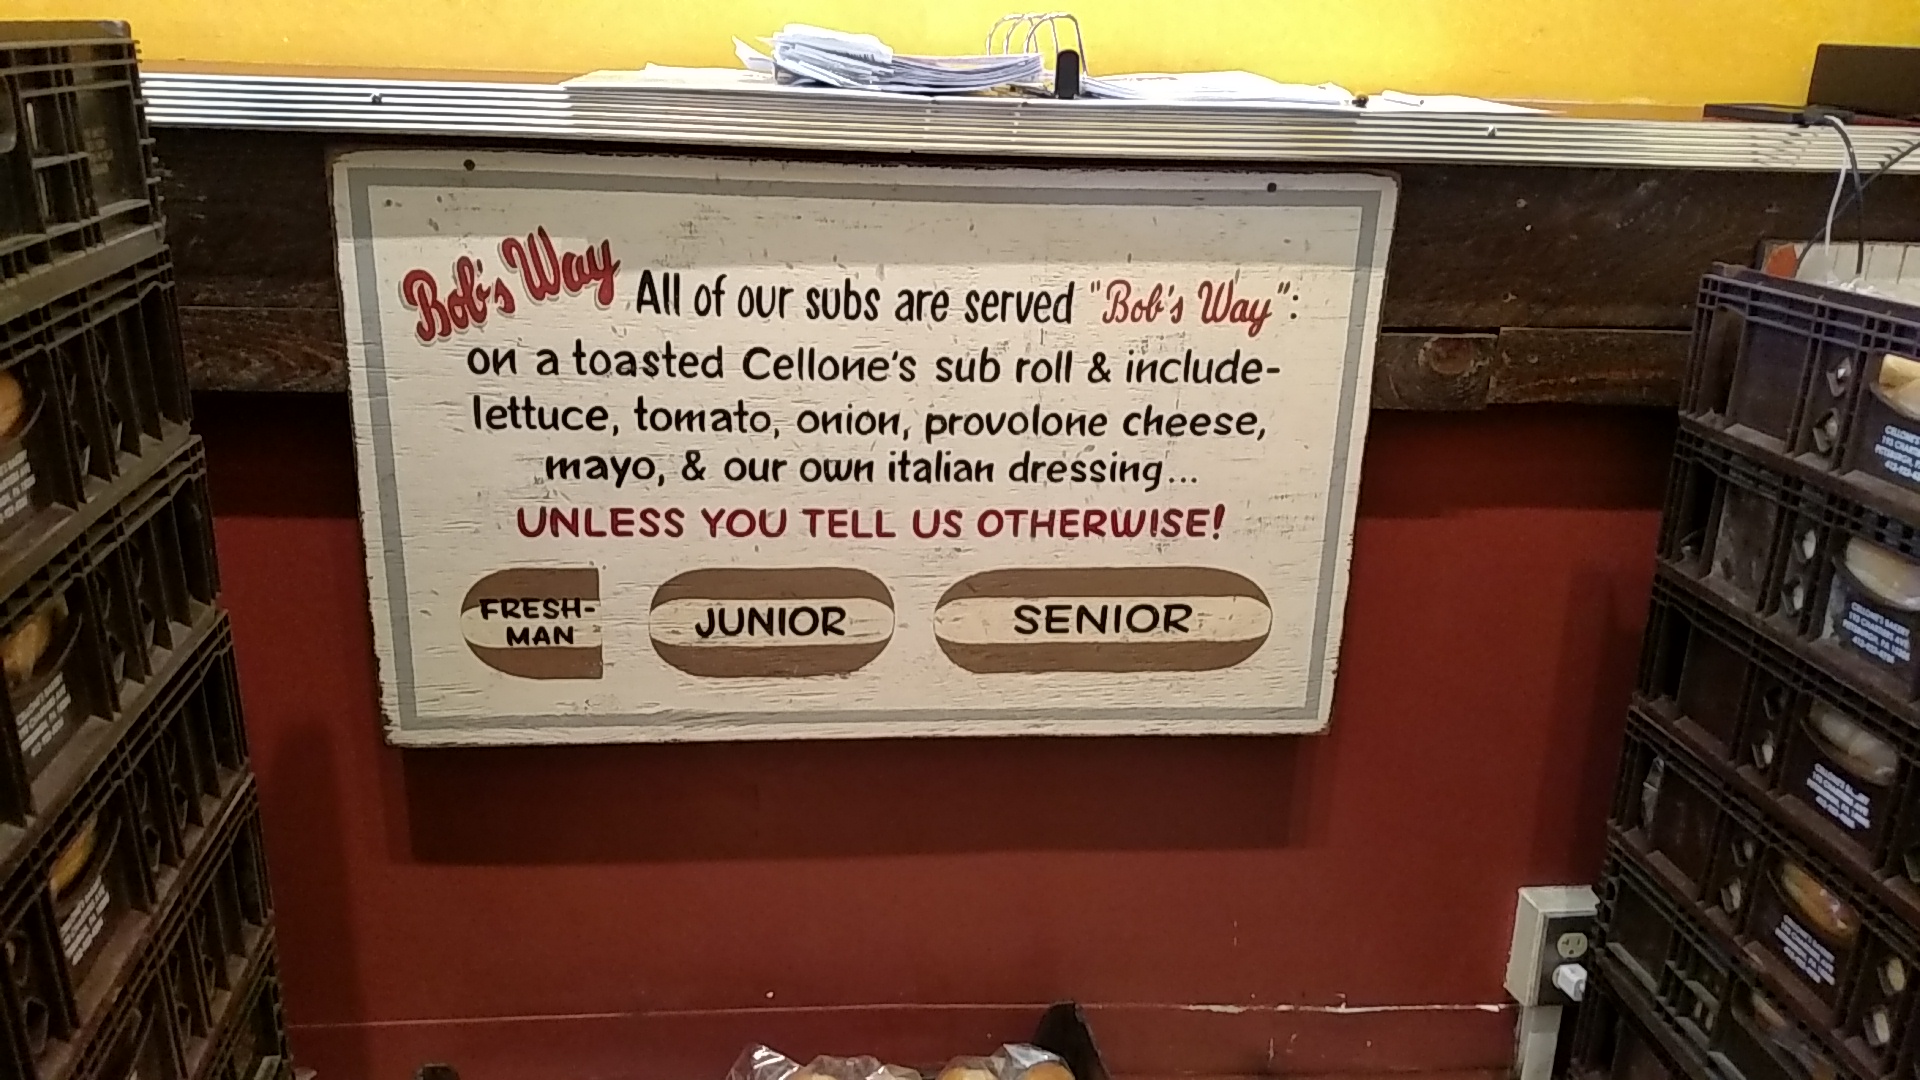 Bob's Way All of our subs are served "Bob's Way":
on a toasted Cellone's sub roll & include-
lettuce, tomato, onion, provolone cheese,
mayo, & our own italian dressing...
UNLESS YOU TELL US OTHERWISE!
FRESH-
MAN
JUNIOR
SENIOR